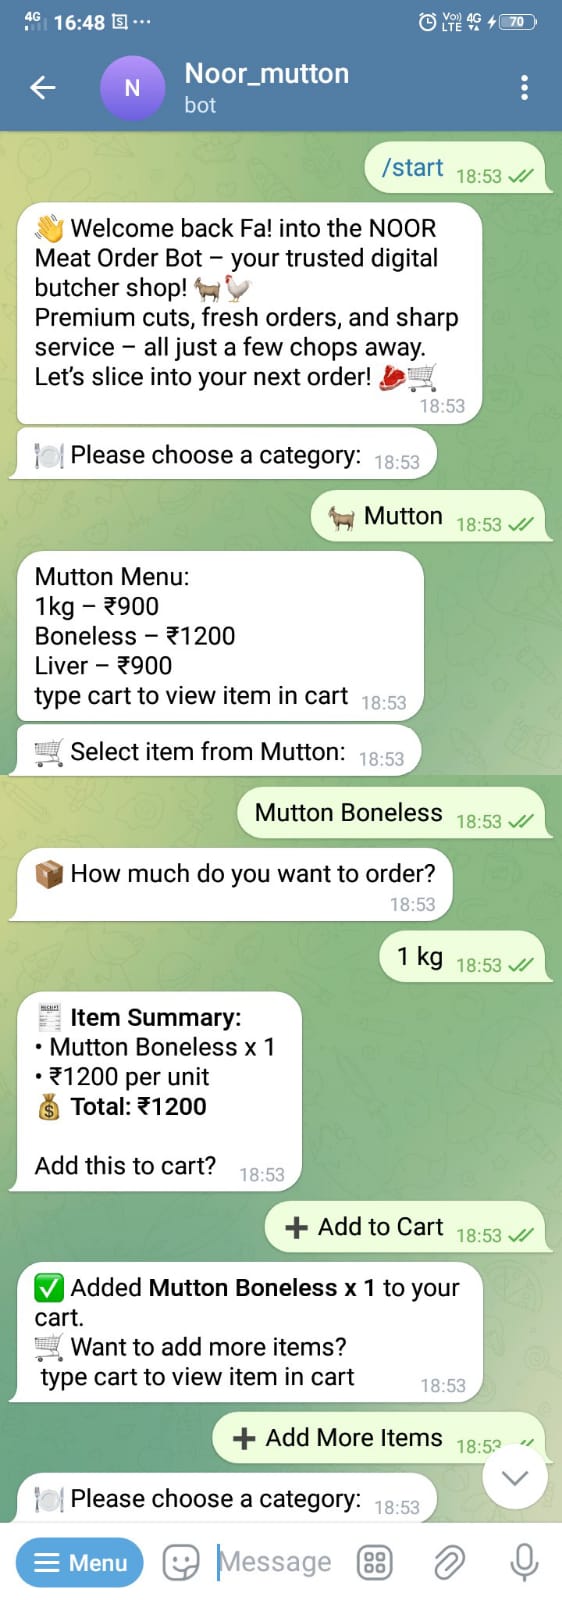 4G 16:48 S ...
Vo) 4G LTE 70
N
Noor_mutton
bot
/start 18:53
👋 Welcome back Fa! into the NOOR
Meat Order Bot – your trusted digital
butcher shop! 🐐🐓
Premium cuts, fresh orders, and sharp
service – all just a few chops away.
Let's slice into your next order! 🥩🛒
18:53
🍽️ Please choose a category: 18:53
🐐 Mutton 18:53
Mutton Menu:
1kg – ₹900
Boneless – ₹1200
Liver – ₹900
type cart to view item in cart 18:53
🛒 Select item from Mutton: 18:53
Mutton Boneless 18:53
📦 How much do you want to order?
18:53
1 kg 18:53
🧾 Item Summary:
• Mutton Boneless x 1
• ₹1200 per unit
💰 Total: ₹1200
Add this to cart? 18:53
➕ Add to Cart 18:53
✅ Added Mutton Boneless x 1 to your
cart.
🛒 Want to add more items?
type cart to view item in cart 18:53
➕ Add More Items 18:53
🍽️ Please choose a category: 18:53
Menu
Message